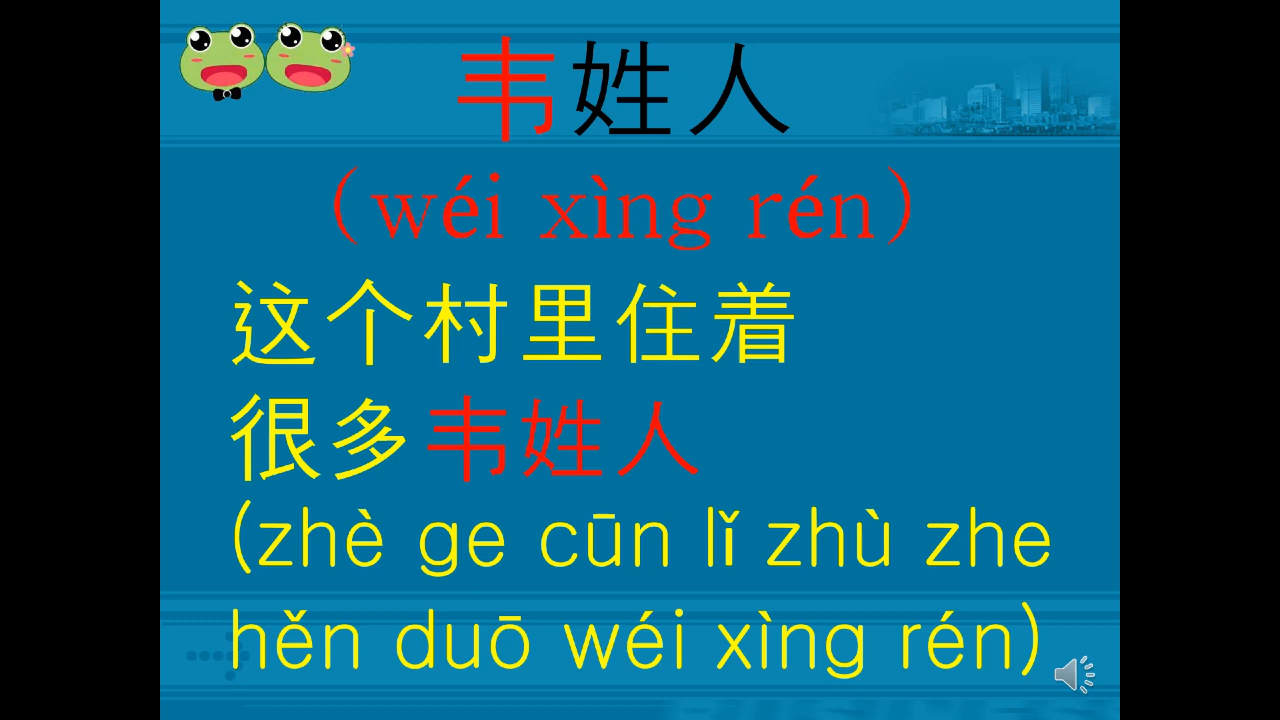 韦姓人
（wéi xìng rén）
这个村里住着
很多韦姓人
(zhè ge cūn lǐ zhù zhe
hěn duō wéi xìng rén)